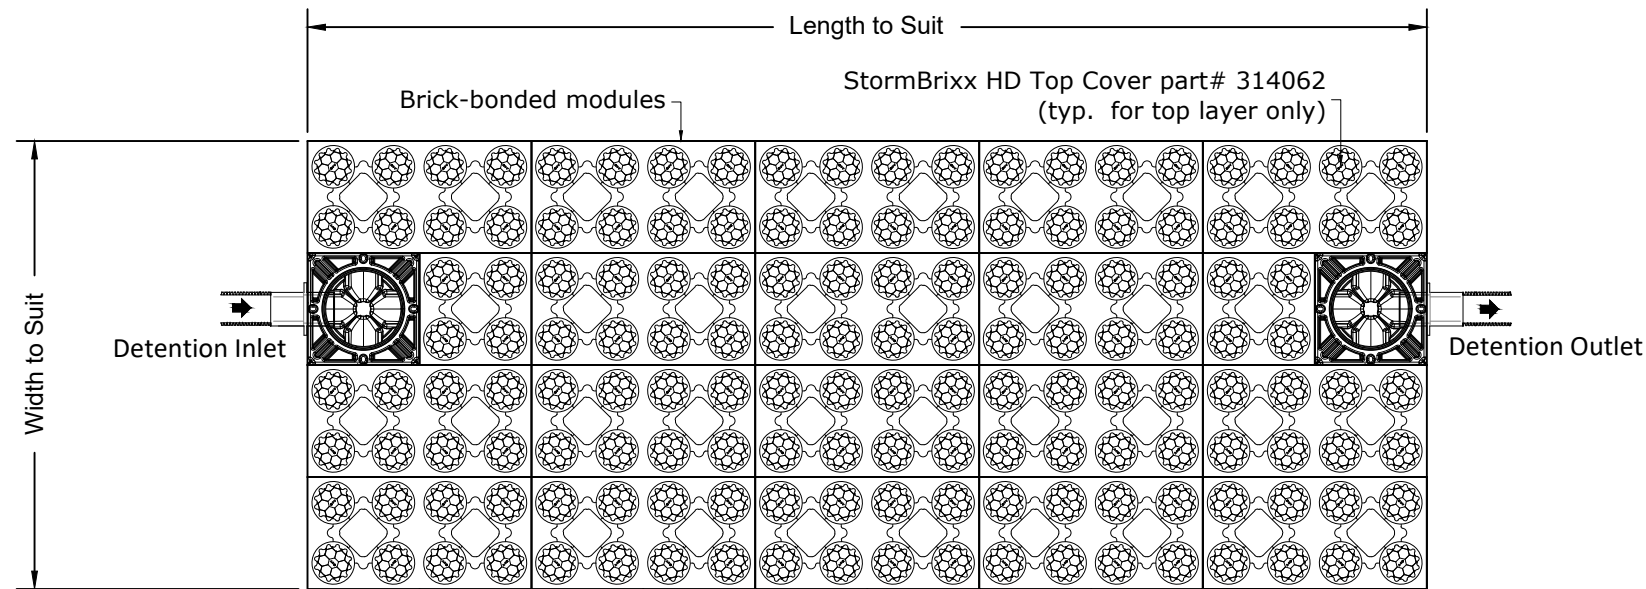 Length to Suit
StormBrixx HD Top Cover part# 314062
(typ.  for top layer only)
Brick-bonded modules
Width to Suit
Detention Inlet
Detention Outlet